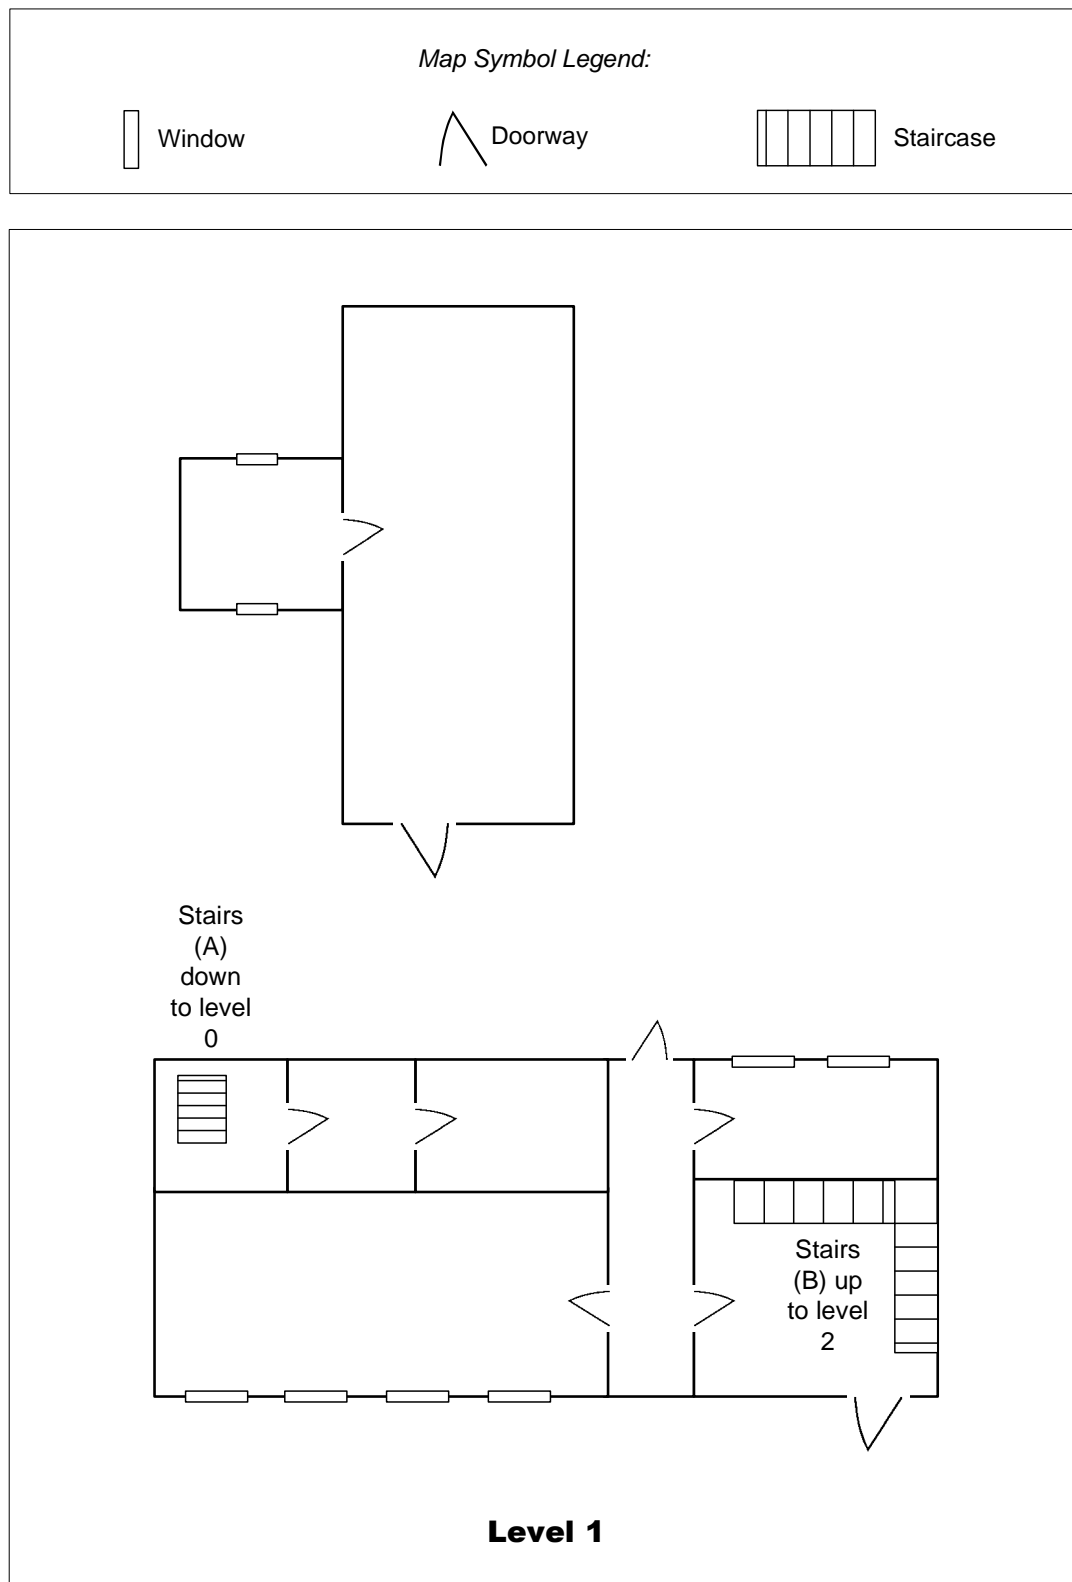 Map Symbol Legend:
Window
Doorway
Staircase
Stairs
(A)
down
to level
0
Stairs
(B) up
to level
2
Level 1